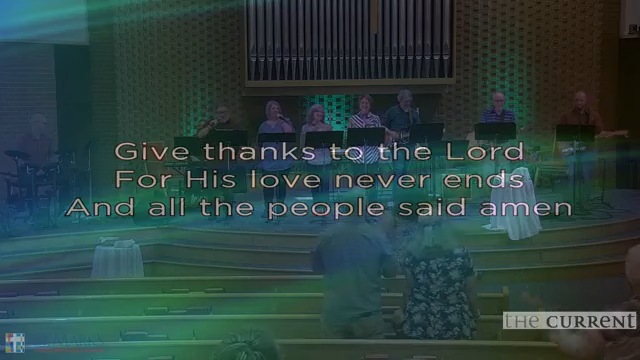 Give thanks to the Lord
For His love never ends
And all the people said amen
the CURRENT